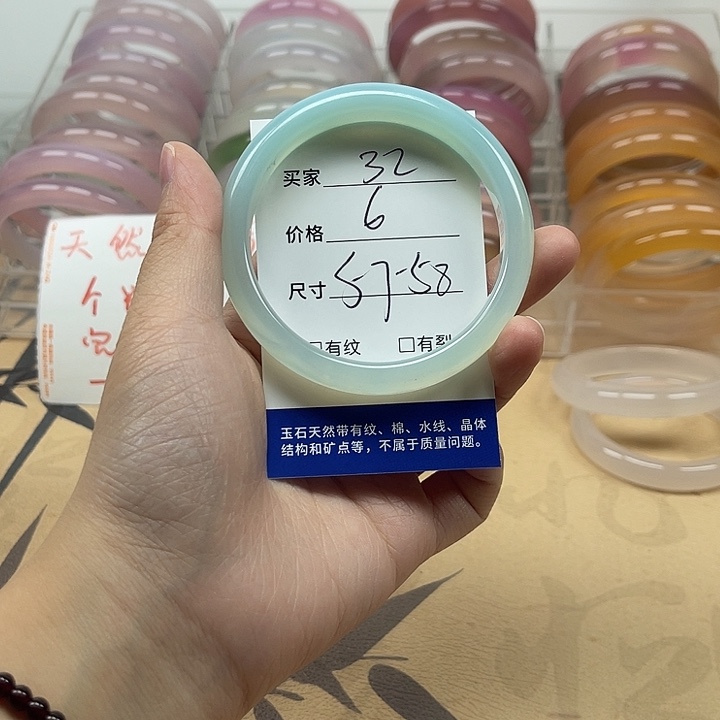 买家 32
价格 6
尺寸 57-58
□有纹 □有裂
玉石天然带有纹、棉、水线、晶体
结构和矿点等，不属于质量问题。
天然
个